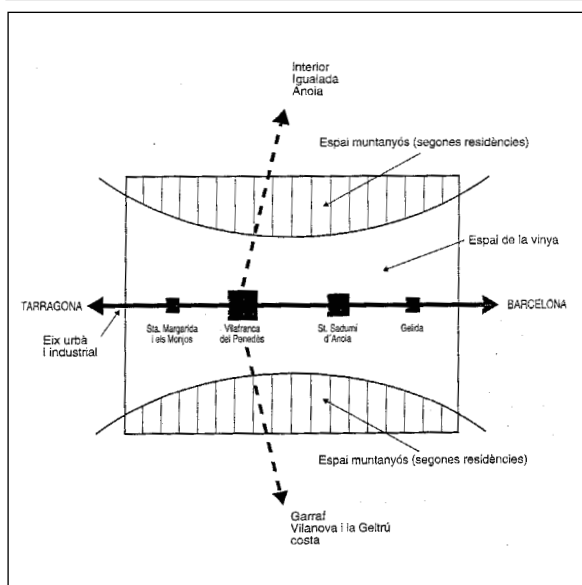 Interior
Igualada
Anoia
Espai muntanyós (segones residències)
Espai de la vinya
TARRAGONA
BARCELONA
Eix urbà
i industrial
Sta. Margarida
i els Monjos
Vilafranca
del Penedès
St. Sadurní
d'Anoia
Gelida
Espai muntanyós (segones residències)
Garraf
Vilanova i la Geltrú
costa